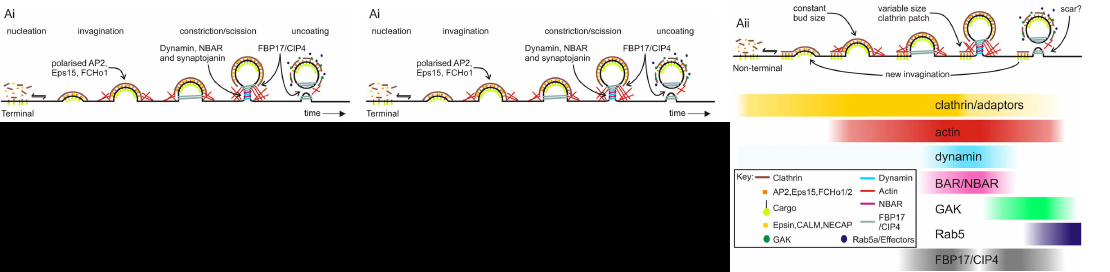 Ai
nucleation invagination constriction/scission uncoating
Dynamin, NBAR
and synaptojanin
FBP17/CIP4
polarised AP2,
Eps15, FCHo1
Terminal
time
Ai
nucleation invagination constriction/scission uncoating
Dynamin, NBAR
and synaptojanin
FBP17/CIP4
polarised AP2,
Eps15, FCHo1
Terminal
time
Aii
constant
bud size
variable size
clathrin patch
scar?
Non-terminal
new invagination
clathrin/adaptors
actin
dynamin
BAR/NBAR
GAK
Rab5
FBP17/CIP4
Key:
Clathrin
AP2,Eps15,FCHo1/2
Cargo
Epsin,CALM,NECAP
GAK
Dynamin
Actin
NBAR
FBP17
/CIP4
Rab5a/Effectors